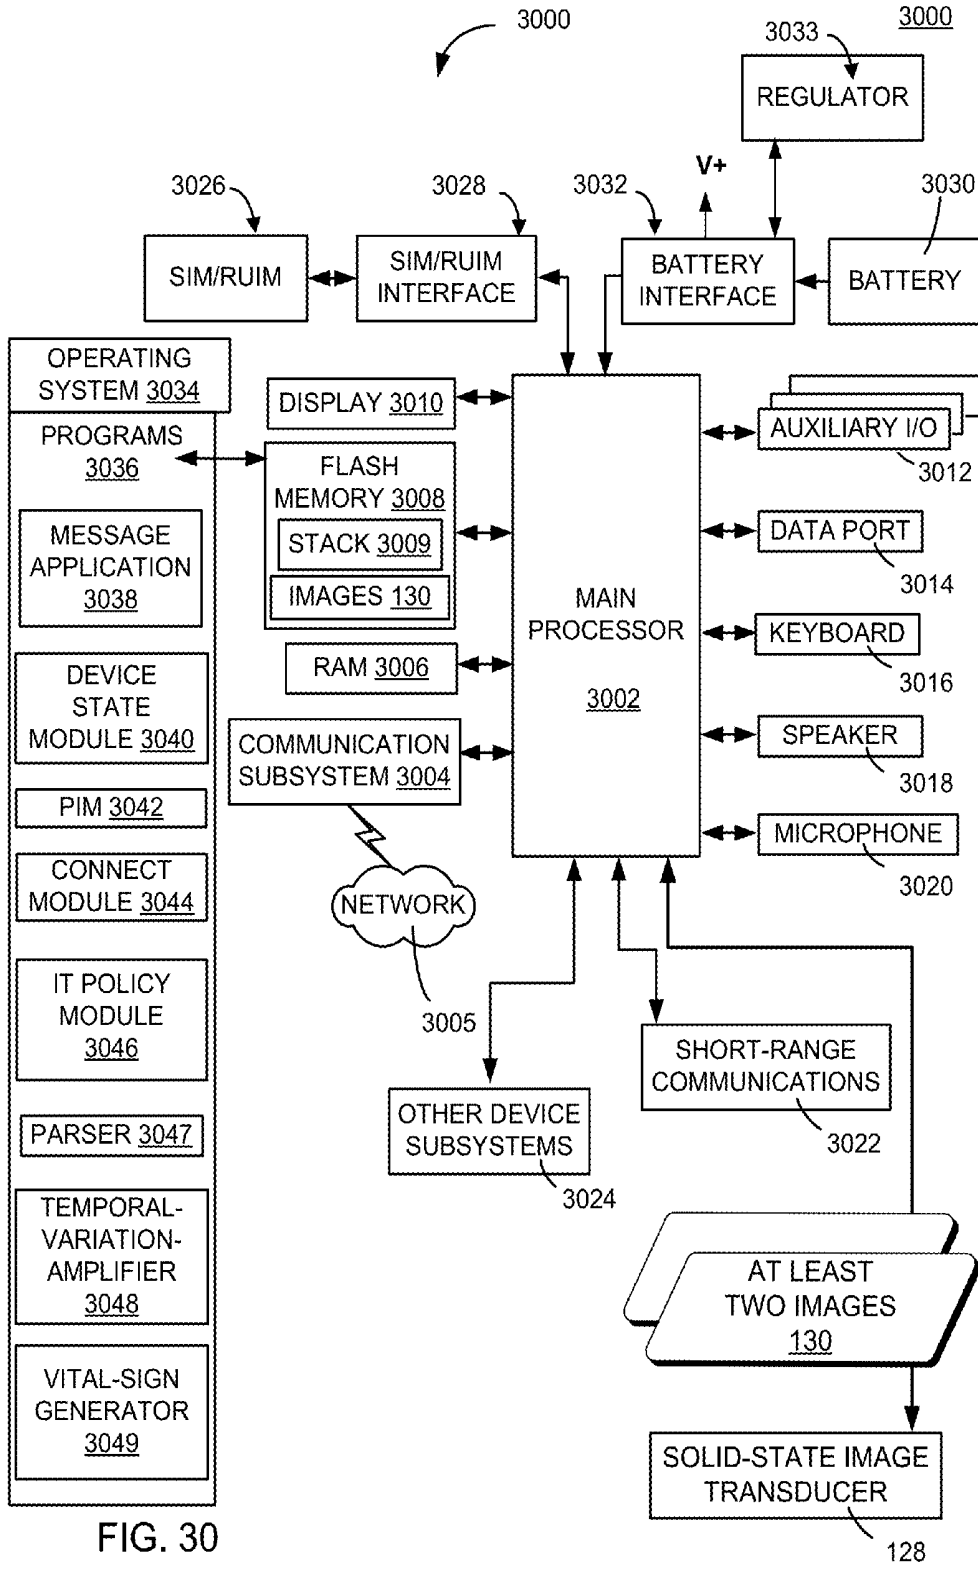 3000
3000
3033
REGULATOR
V+
3026
3028
3032
3030
SIM/RUIM
SIM/RUIM
INTERFACE
BATTERY
INTERFACE
BATTERY
OPERATING
SYSTEM 3034
PROGRAMS
3036
MESSAGE
APPLICATION
3038
DEVICE
STATE
MODULE 3040
PIM 3042
CONNECT
MODULE 3044
IT POLICY
MODULE
3046
PARSER 3047
TEMPORAL-
VARIATION-
AMPLIFIER
3048
VITAL-SIGN
GENERATOR
3049
DISPLAY 3010
FLASH
MEMORY 3008
STACK 3009
IMAGES 130
RAM 3006
COMMUNICATION
SUBSYSTEM 3004
NETWORK
3005
MAIN
PROCESSOR
3002
AUXILIARY I/O
3012
DATA PORT
3014
KEYBOARD
3016
SPEAKER
3018
MICROPHONE
3020
OTHER DEVICE
SUBSYSTEMS
3024
SHORT-RANGE
COMMUNICATIONS
3022
AT LEAST
TWO IMAGES
130
SOLID-STATE IMAGE
TRANSDUCER
128
FIG. 30